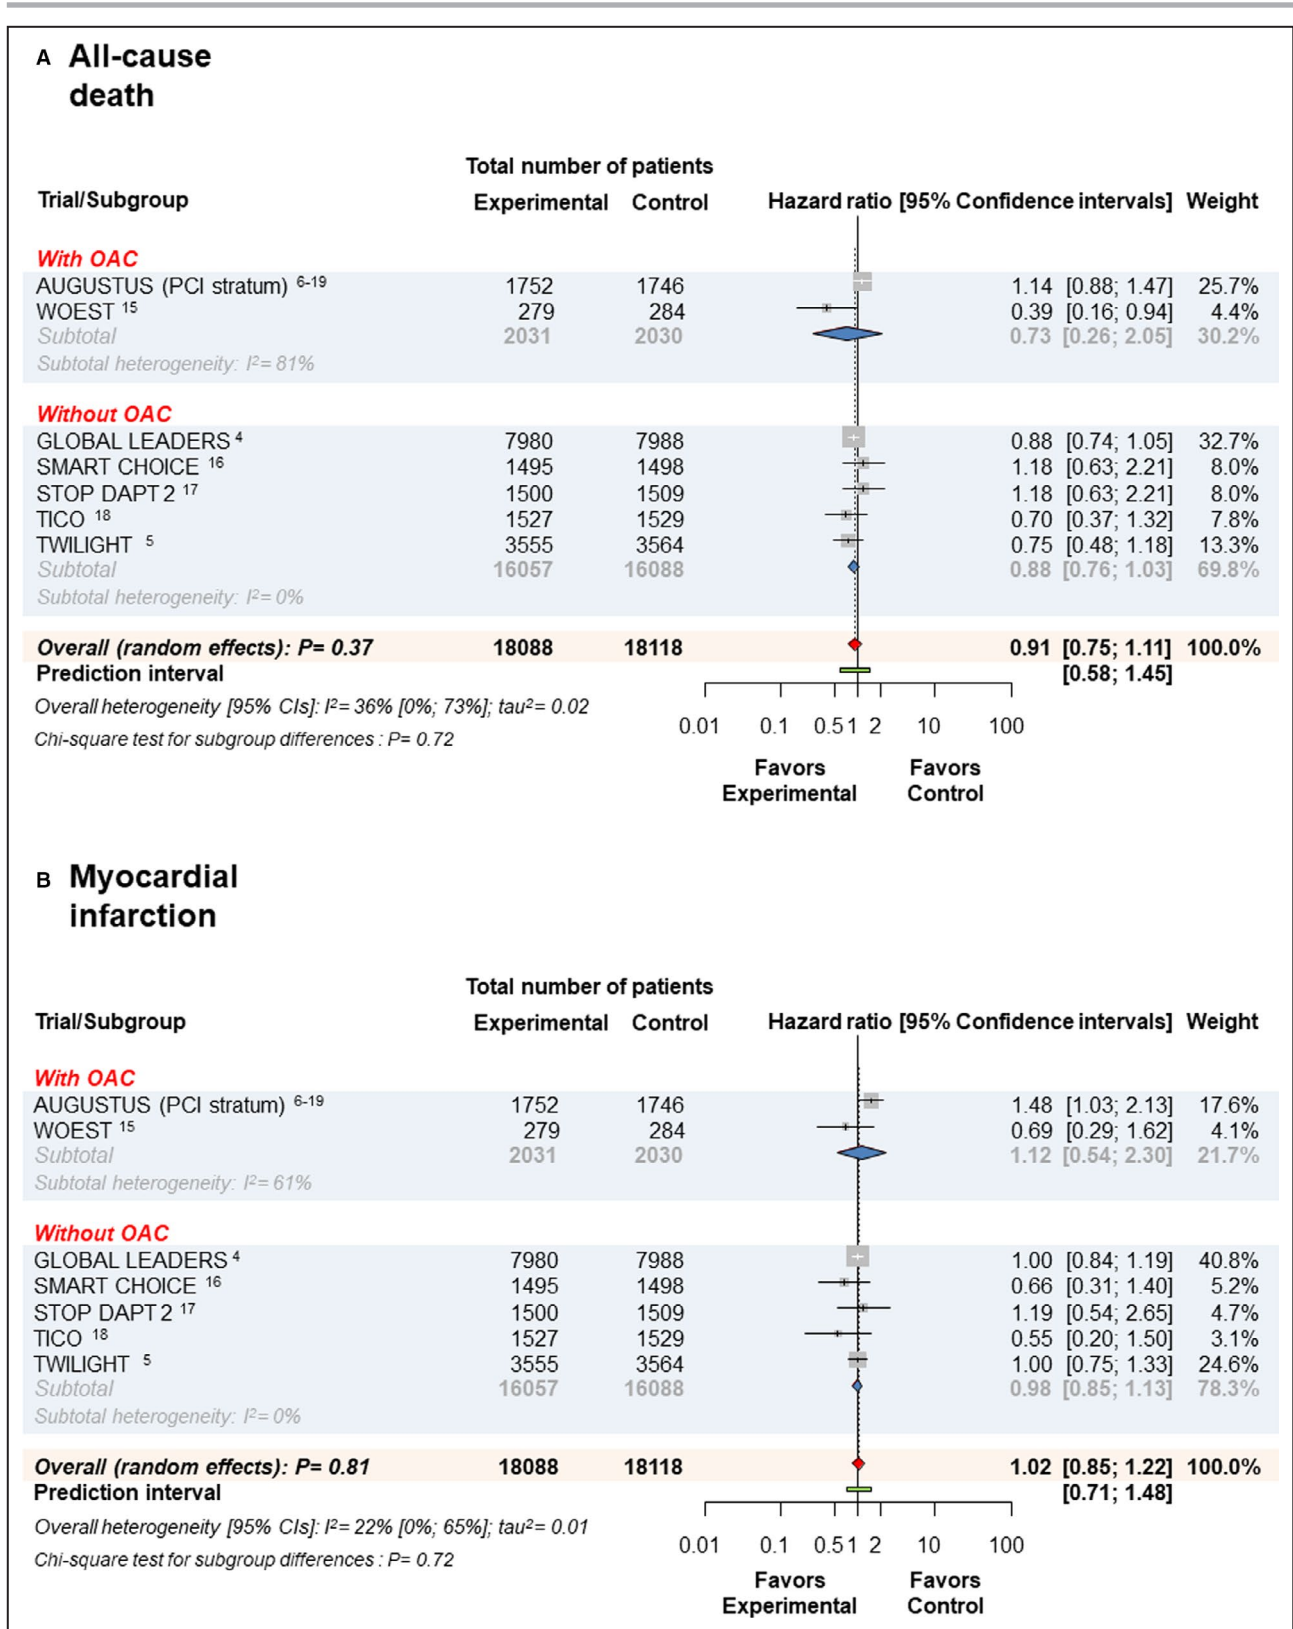 A All-cause
death
Total number of patients
Trial/Subgroup Experimental Control Hazard ratio [95% Confidence intervals] Weight
With OAC
AUGUSTUS (PCI stratum) 6-19 1752 1746 1.14 [0.88; 1.47] 25.7%
WOEST 15 279 284 0.39 [0.16; 0.94] 4.4%
Subtotal 2031 2030 0.73 [0.26; 2.05] 30.2%
Subtotal heterogeneity: I²= 81%
Without OAC
GLOBAL LEADERS 4 7980 7988 0.88 [0.74; 1.05] 32.7%
SMART CHOICE 16 1495 1498 1.18 [0.63; 2.21] 8.0%
STOP DAPT 2 17 1500 1509 1.18 [0.63; 2.21] 8.0%
TICO 18 1527 1529 0.70 [0.37; 1.32] 7.8%
TWILIGHT 5 3555 3564 0.75 [0.48; 1.18] 13.3%
Subtotal 16057 16088 0.88 [0.76; 1.03] 69.8%
Subtotal heterogeneity: I²= 0%
Overall (random effects): P= 0.37 18088 18118 0.91 [0.75; 1.11] 100.0%
Prediction interval [0.58; 1.45]
Overall heterogeneity [95% CIs]: I²= 36% [0%; 73%]; tau²= 0.02
0.01 0.1 0.5 1 2 10 100
Chi-square test for subgroup differences : P= 0.72
Favors Favors
Experimental Control
B Myocardial
infarction
Total number of patients
Trial/Subgroup Experimental Control Hazard ratio [95% Confidence intervals] Weight
With OAC
AUGUSTUS (PCI stratum) 6-19 1752 1746 1.48 [1.03; 2.13] 17.6%
WOEST 15 279 284 0.69 [0.29; 1.62] 4.1%
Subtotal 2031 2030 1.12 [0.54; 2.30] 21.7%
Subtotal heterogeneity: I²= 61%
Without OAC
GLOBAL LEADERS 4 7980 7988 1.00 [0.84; 1.19] 40.8%
SMART CHOICE 16 1495 1498 0.66 [0.31; 1.40] 5.2%
STOP DAPT 2 17 1500 1509 1.19 [0.54; 2.65] 4.7%
TICO 18 1527 1529 0.55 [0.20; 1.50] 3.1%
TWILIGHT 5 3555 3564 1.00 [0.75; 1.33] 24.6%
Subtotal 16057 16088 0.98 [0.85; 1.13] 78.3%
Subtotal heterogeneity: I²= 0%
Overall (random effects): P= 0.81 18088 18118 1.02 [0.85; 1.22] 100.0%
Prediction interval [0.71; 1.48]
Overall heterogeneity [95% CIs]: I²= 22% [0%; 65%]; tau²= 0.01
0.01 0.1 0.5 1 2 10 100
Chi-square test for subgroup differences : P= 0.72
Favors Favors
Experimental Control